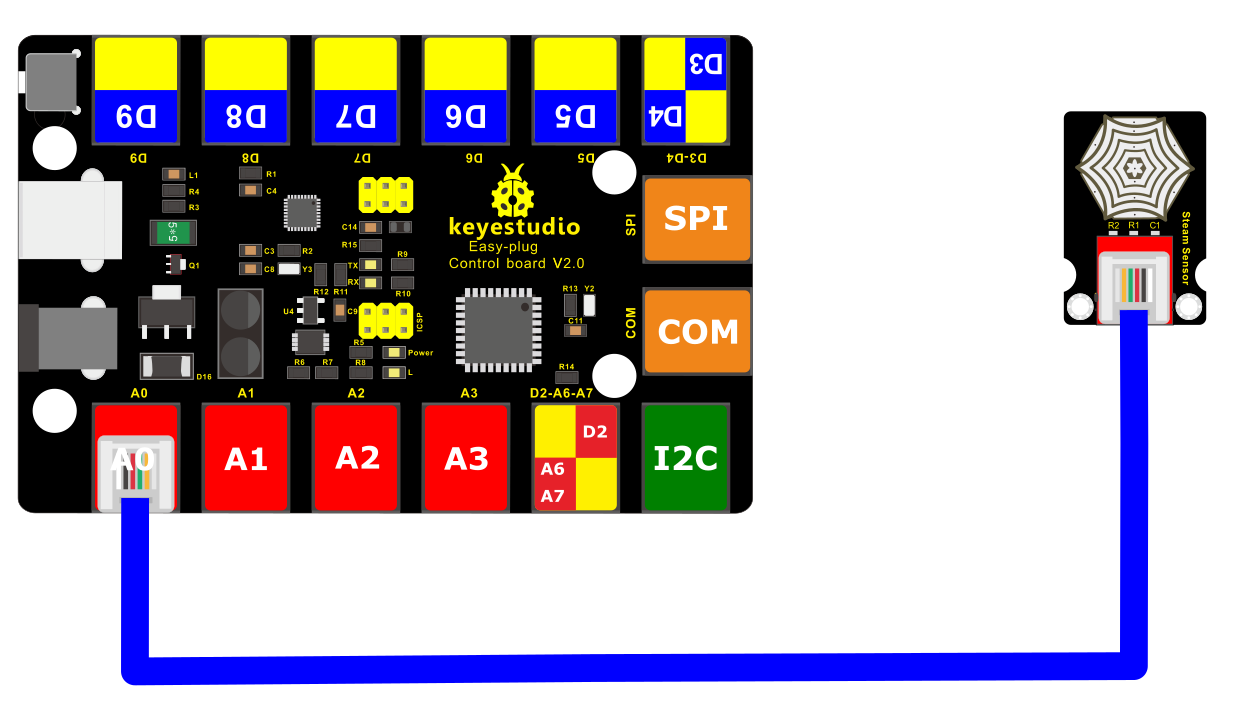 D9
D8
D7
D6
D5
D3
D4
D9
D8
D7
D6
D5
D3-D4
L1
R4
R3
R1
C4
5*5
Q1
C3
R2
C8
Y3
C14
R15
TX
R9
RX
R10
R12
R11
U4
C9
ICSP
R5
Power
R6
R7
R8
L
D16
keyestudio
Easy-plug
Control board V2.0
R13
Y2
C11
R14
SPI
SPI
COM
COM
A0
A1
A2
A3
D2-A6-A7
A0
A1
A2
A3
D2
A6
A7
I2C
R2
R1
C1
Steam Sensor